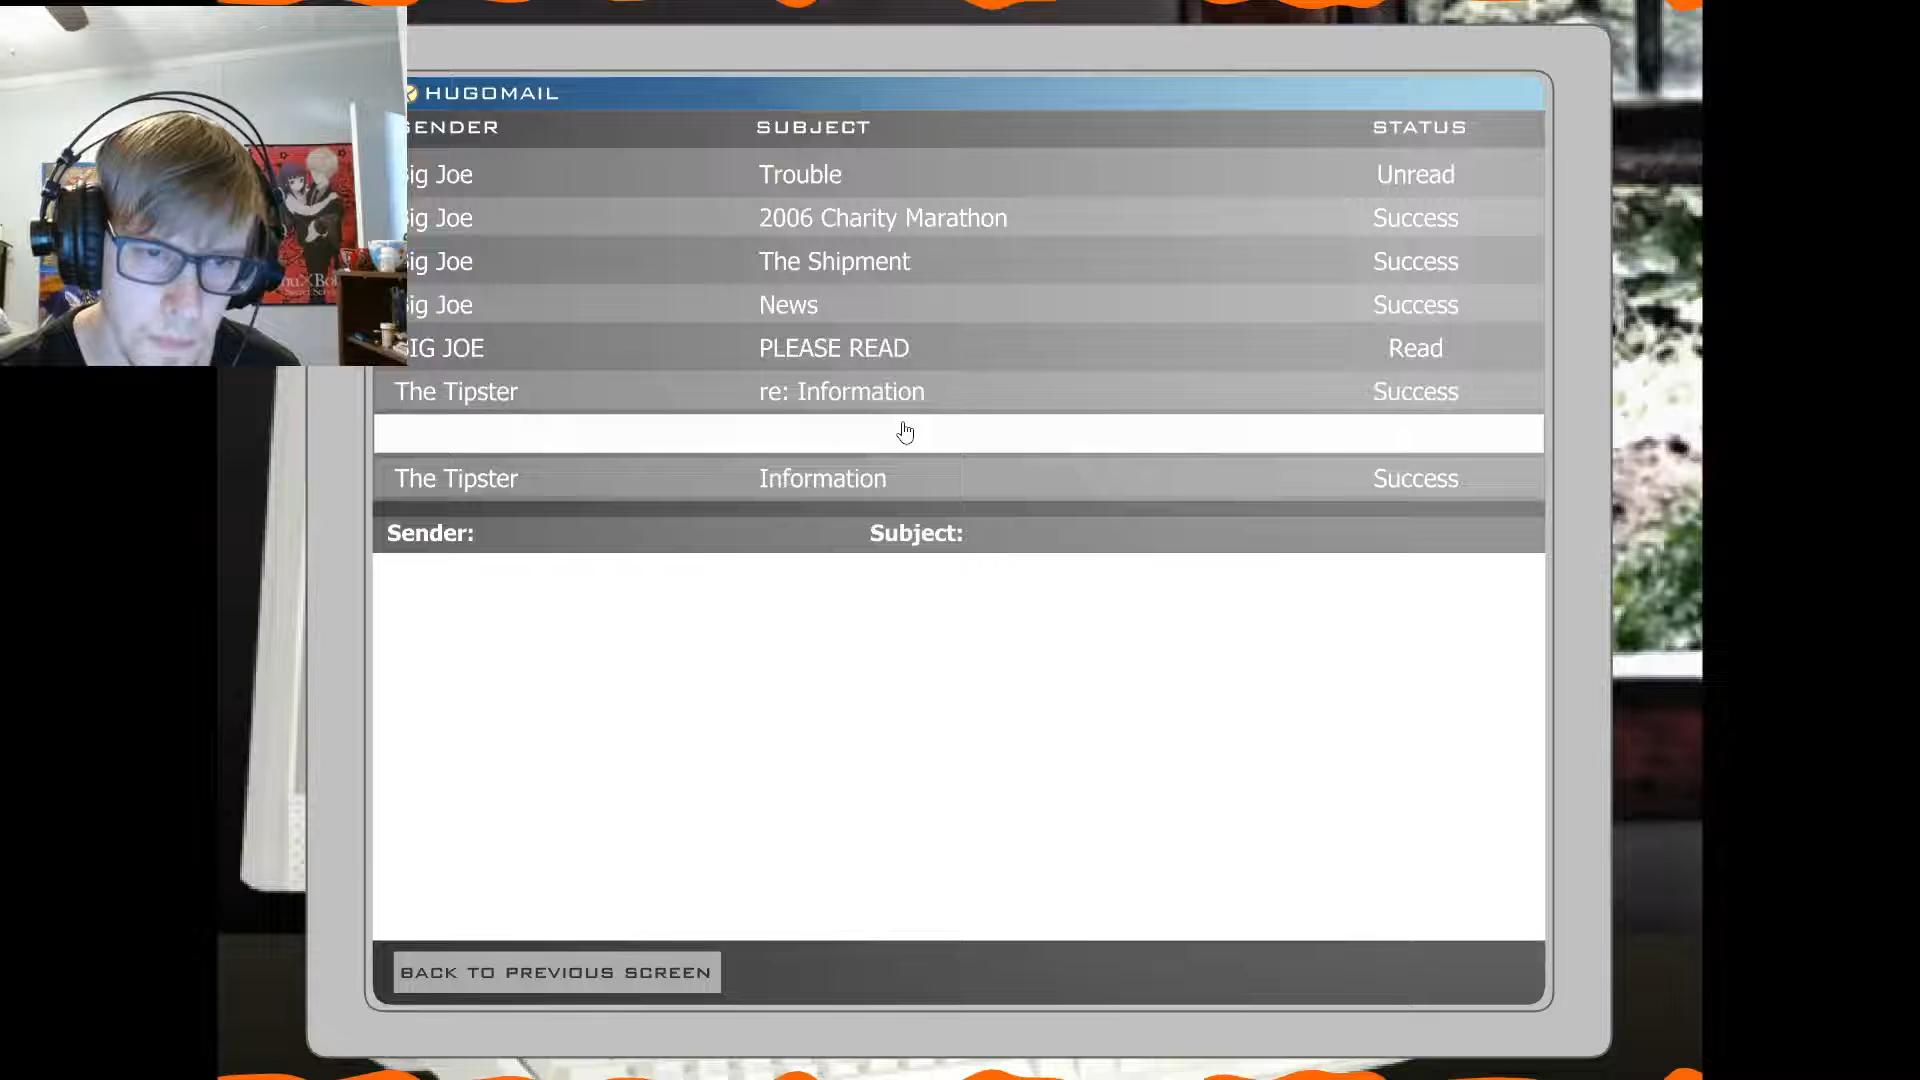 HUGOMAIL
SENDER SUBJECT STATUS
ig Joe Trouble Unread
ig Joe 2006 Charity Marathon Success
ig Joe The Shipment Success
ig Joe News Success
IG JOE PLEASE READ Read
The Tipster re: Information Success
The Tipster Information Success
Sender: Subject:
BACK TO PREVIOUS SCREEN